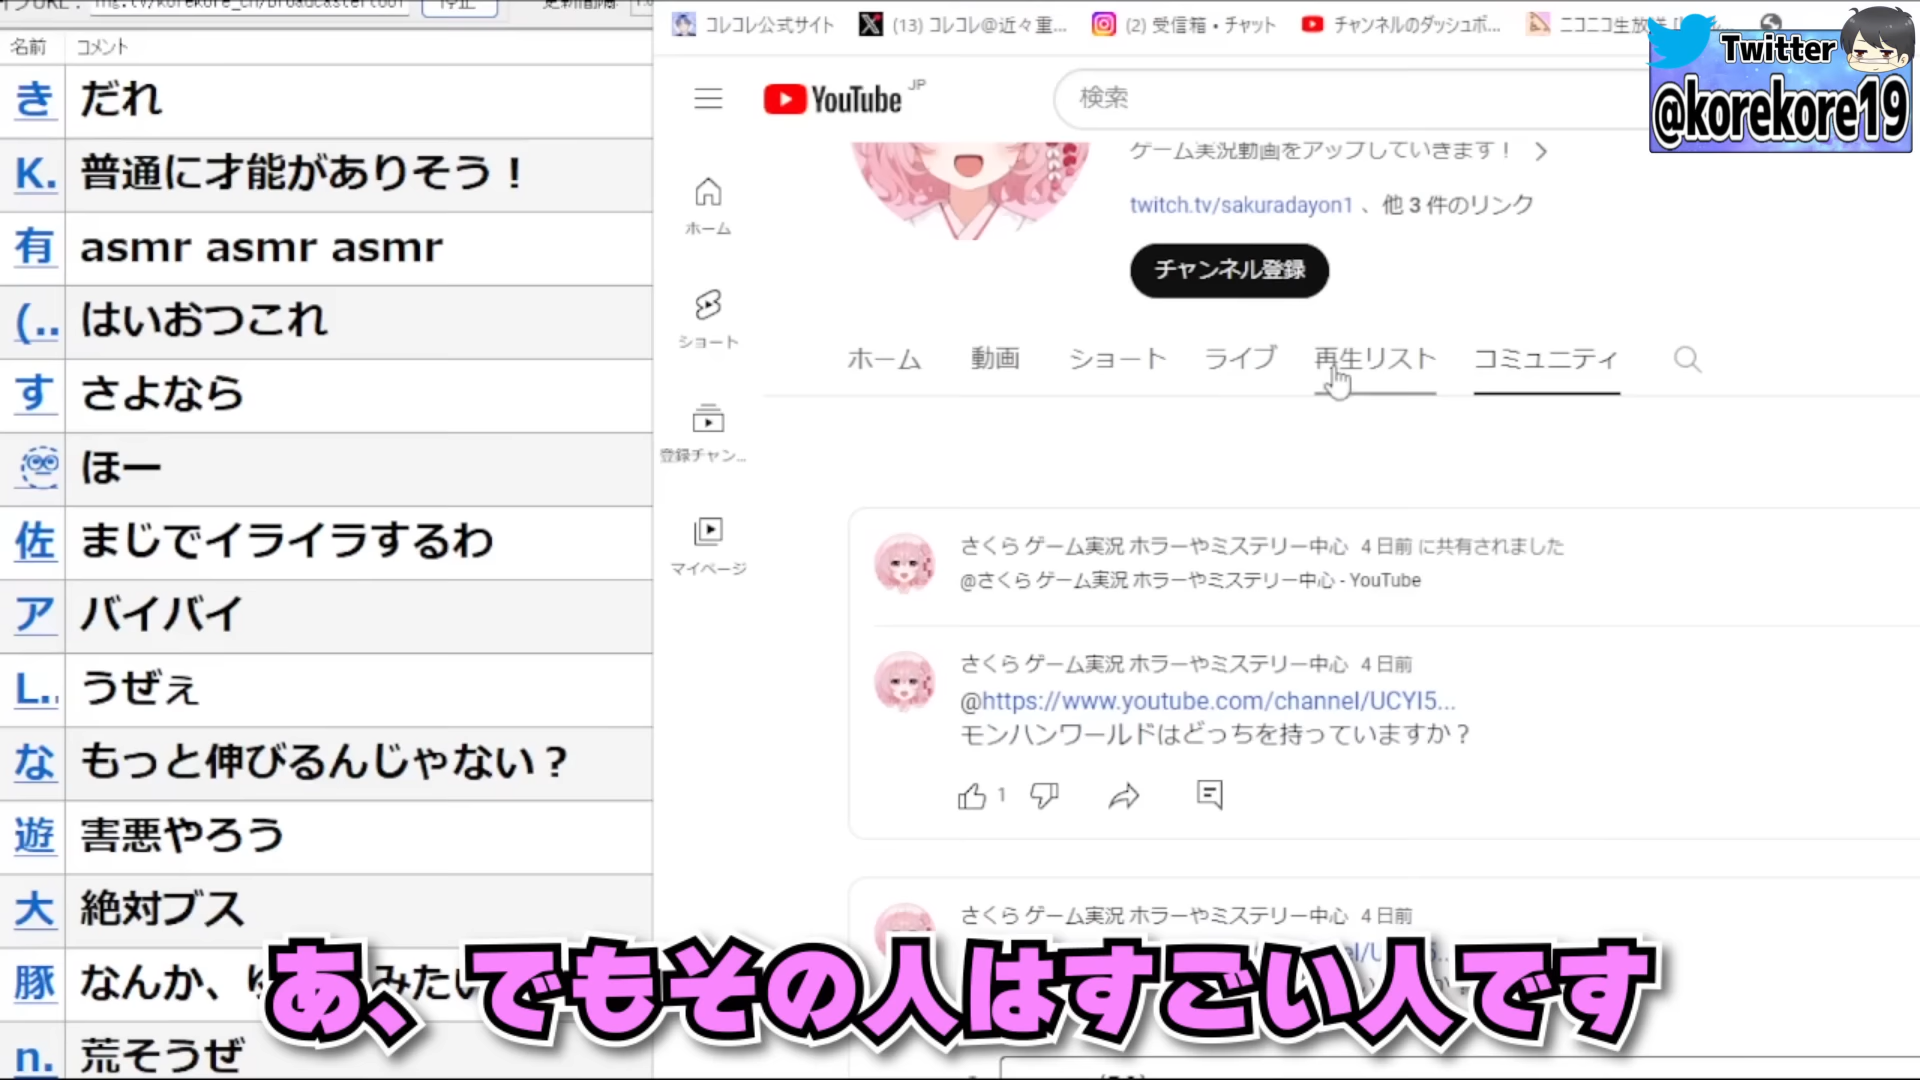 名前 コメント
き だれ
K. 普通に才能がありそう！
有 asmr asmr asmr
(.. はいおつこれ
す さよなら
ほー
佐 まじでイライラするわ
ア バイバイ
L.. うぜぇ
な もっと伸びるんじゃない？
遊 害悪やろう
大 絶対ブス
豚 なんか、
n. 荒そうぜ
コレコレ公式サイト
(13) コレコレ@近々重...
(2) 受信箱・チャット
チャンネルのダッシュボ...
ニコニコ生放送
Twitter
@korekore19
YouTube JP
検索
ゲーム実況動画をアップしていきます！
twitch.tv/sakuradayon1 、他 3 件のリンク
チャンネル登録
ホーム
ショート
登録チャン...
マイページ
ホーム 動画 ショート ライブ 再生リスト コミュニティ
さくら ゲーム実況 ホラーやミステリー中心 4 日前 に共有されました
@さくら ゲーム実況 ホラーやミステリー中心 - YouTube
さくら ゲーム実況 ホラーやミステリー中心 4 日前
@https://www.youtube.com/channel/UCYI5...
モンハンワールドはどっちを持っていますか？
1
さくら ゲーム実況 ホラーやミステリー中心 4 日前
あ、でもその人はすごい人です